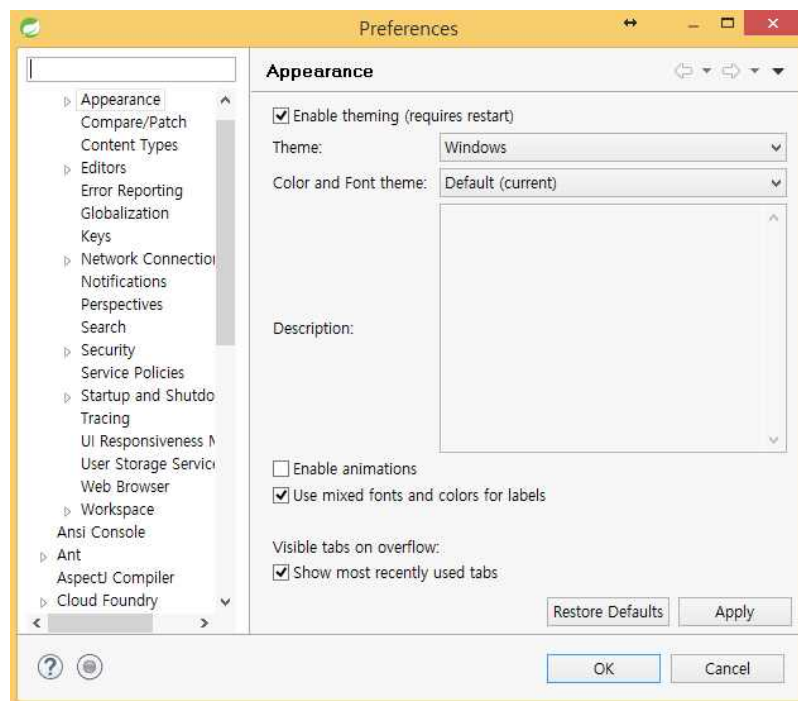 Preferences
Appearance
Compare/Patch
Content Types
Editors
Error Reporting
Globalization
Keys
Network Connection
Notifications
Perspectives
Search
Security
Service Policies
Startup and Shutdo
Tracing
UI Responsiveness M
User Storage Service
Web Browser
Workspace
Ansi Console
Ant
AspectJ Compiler
Cloud Foundry
Appearance
Enable theming (requires restart)
Theme: Windows
Color and Font theme: Default (current)
Description:
Enable animations
Use mixed fonts and colors for labels
Visible tabs on overflow:
Show most recently used tabs
Restore Defaults Apply
OK Cancel